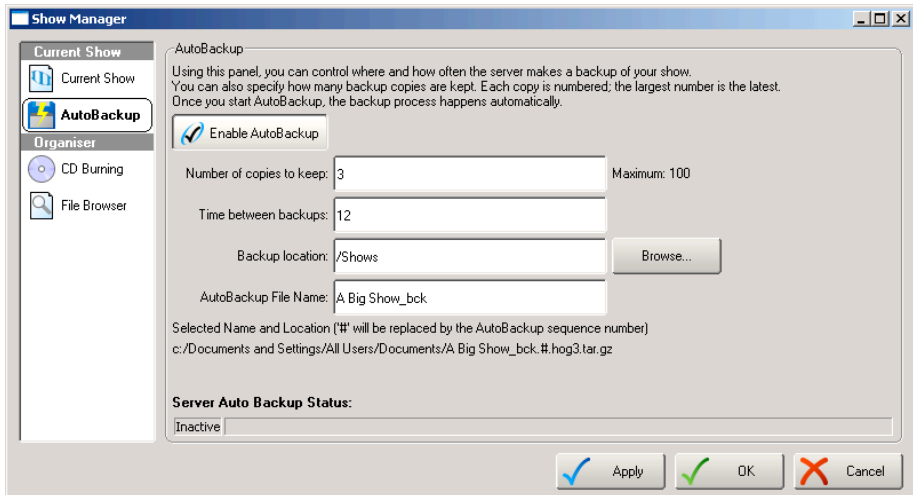 Show Manager
Current Show
Current Show
AutoBackup
Organiser
CD Burning
File Browser
AutoBackup
Using this panel, you can control where and how often the server makes a backup of your show.
You can also specify how many backup copies are kept. Each copy is numbered; the largest number is the latest.
Once you start AutoBackup, the backup process happens automatically.
Enable AutoBackup
Number of copies to keep: 3 Maximum: 100
Time between backups: 12
Backup location: /Shows Browse...
AutoBackup File Name: A Big Show_bck
Selected Name and Location ('#' will be replaced by the AutoBackup sequence number)
c:/Documents and Settings/All Users/Documents/A Big Show_bck.#.hog3.tar.gz
Server Auto Backup Status:
Inactive
Apply OK Cancel